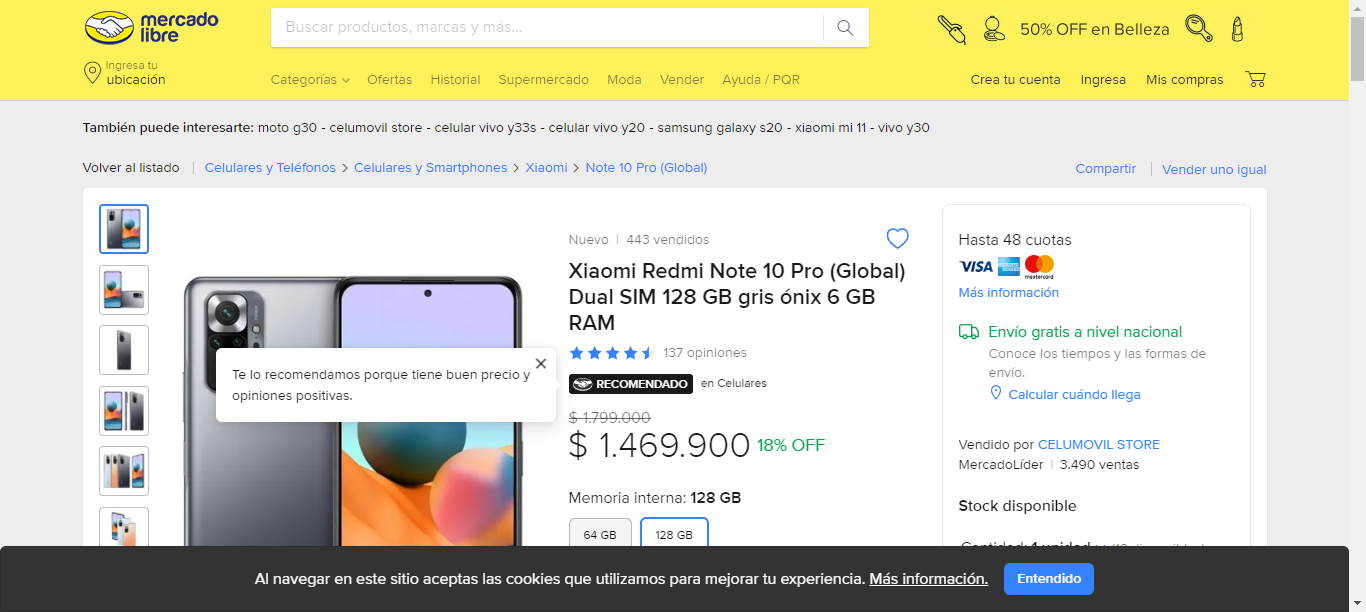 mercado
libre
Buscar productos, marcas y más...
50% OFF en Belleza
Ingresa tu
ubicación
Categorías Ofertas Historial Supermercado Moda Vender Ayuda / PQR
Crea tu cuenta Ingresa Mis compras
También puede interesarte: moto g30 - celumovil store - celular vivo y33s - celular vivo y20 - samsung galaxy s20 - xiaomi mi 11 - vivo y30
Volver al listado | Celulares y Teléfonos > Celulares y Smartphones > Xiaomi > Note 10 Pro (Global)
Compartir | Vender uno igual
Te lo recomendamos porque tiene buen precio y
opiniones positivas.
Nuevo | 443 vendidos
Xiaomi Redmi Note 10 Pro (Global)
Dual SIM 128 GB gris ónix 6 GB
RAM
137 opiniones
RECOMENDADO en Celulares
$ 1.799.000
$ 1.469.900 18% OFF
Memoria interna: 128 GB
64 GB 128 GB
Hasta 48 cuotas
VISA mastercard
Más información
Envío gratis a nivel nacional
Conoce los tiempos y las formas de
envío.
Calcular cuándo llega
Vendido por CELUMOVIL STORE
MercadoLíder | 3.490 ventas
Stock disponible
Cantidad: 1 unidad
Al navegar en este sitio aceptas las cookies que utilizamos para mejorar tu experiencia. Más información. Entendido